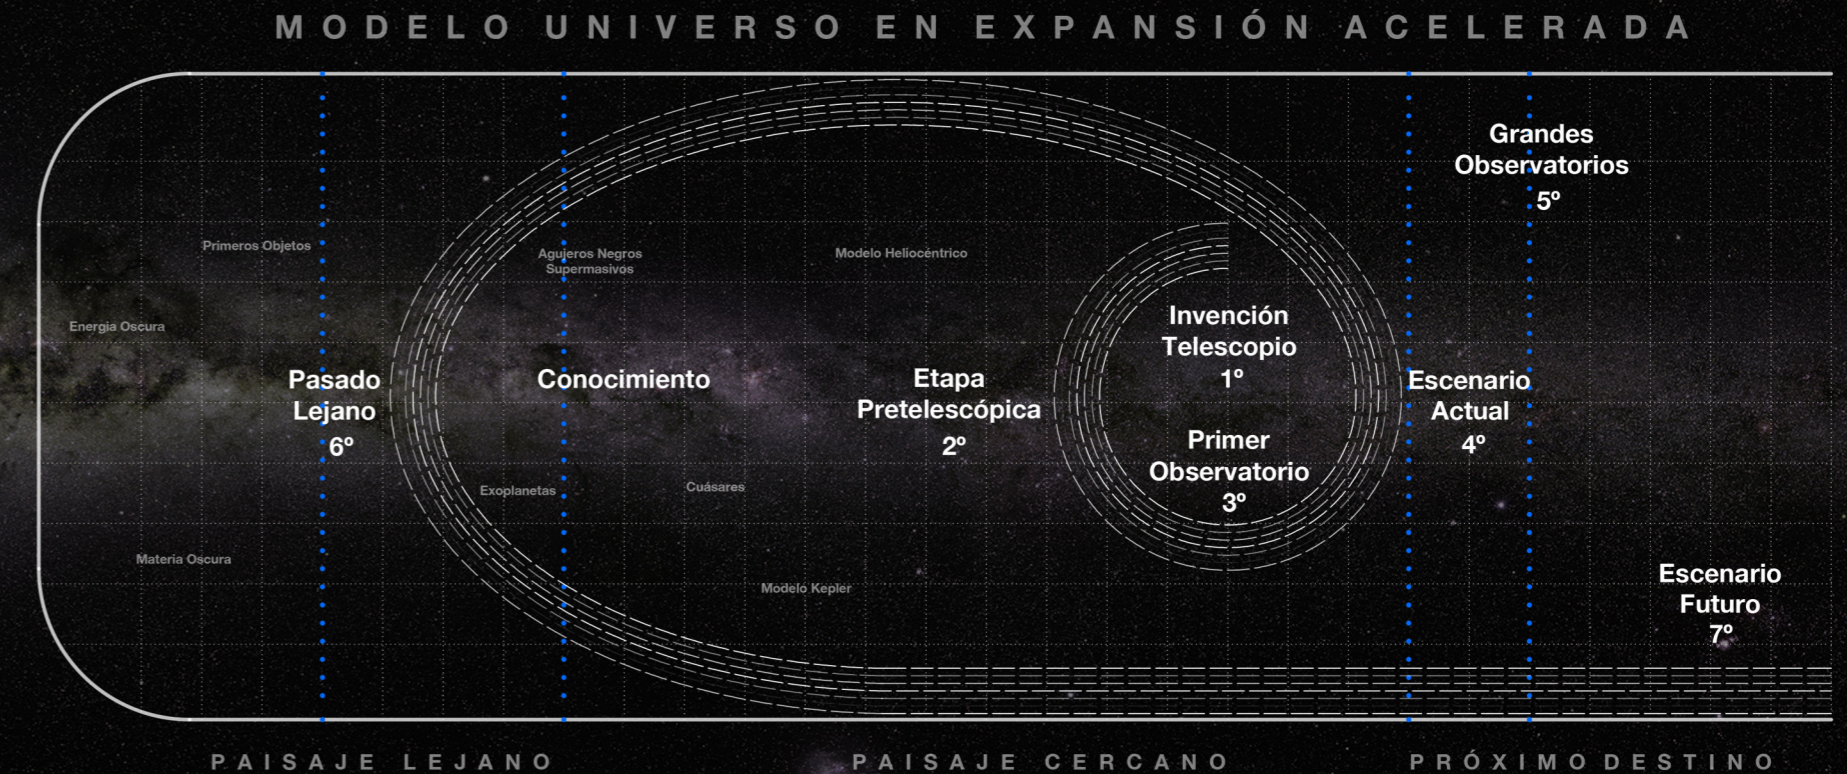 MODELO UNIVERSO EN EXPANSIÓN ACELERADA
Grandes
Observatorios
5º
Primeros Objetos
Agujeros Negros
Supermasivos
Modelo Heliocéntrico
Energia Oscura
Invención
Telescopio
1º
Pasado
Lejano
6º
Conocimiento
Etapa
Pretelescópica
2º
Escenario
Actual
4º
Primer
Observatorio
3º
Exoplanetas
Cuásares
Materia Oscura
Modelo Kepler
Escenario
Futuro
7º
PAISAJE LEJANO
PAISAJE CERCANO
PRÓXIMO DESTINO